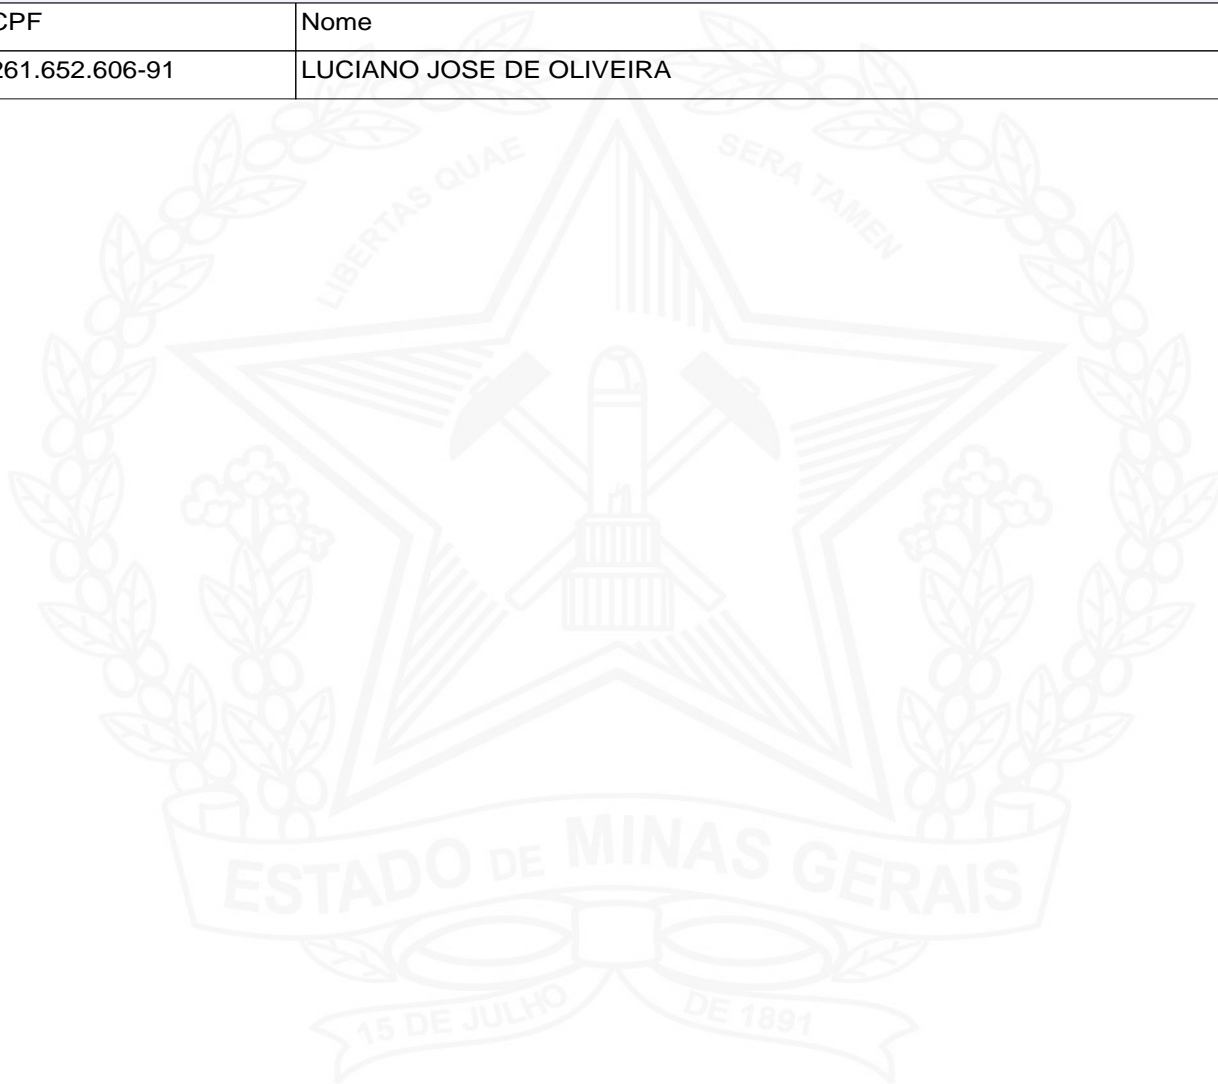 CPF Nome
261.652.606-91 LUCIANO JOSE DE OLIVEIRA
LIBERTAS QUAE SERA TAMEN
ESTADO DE MINAS GERAIS
15 DE JULHO DE 1891